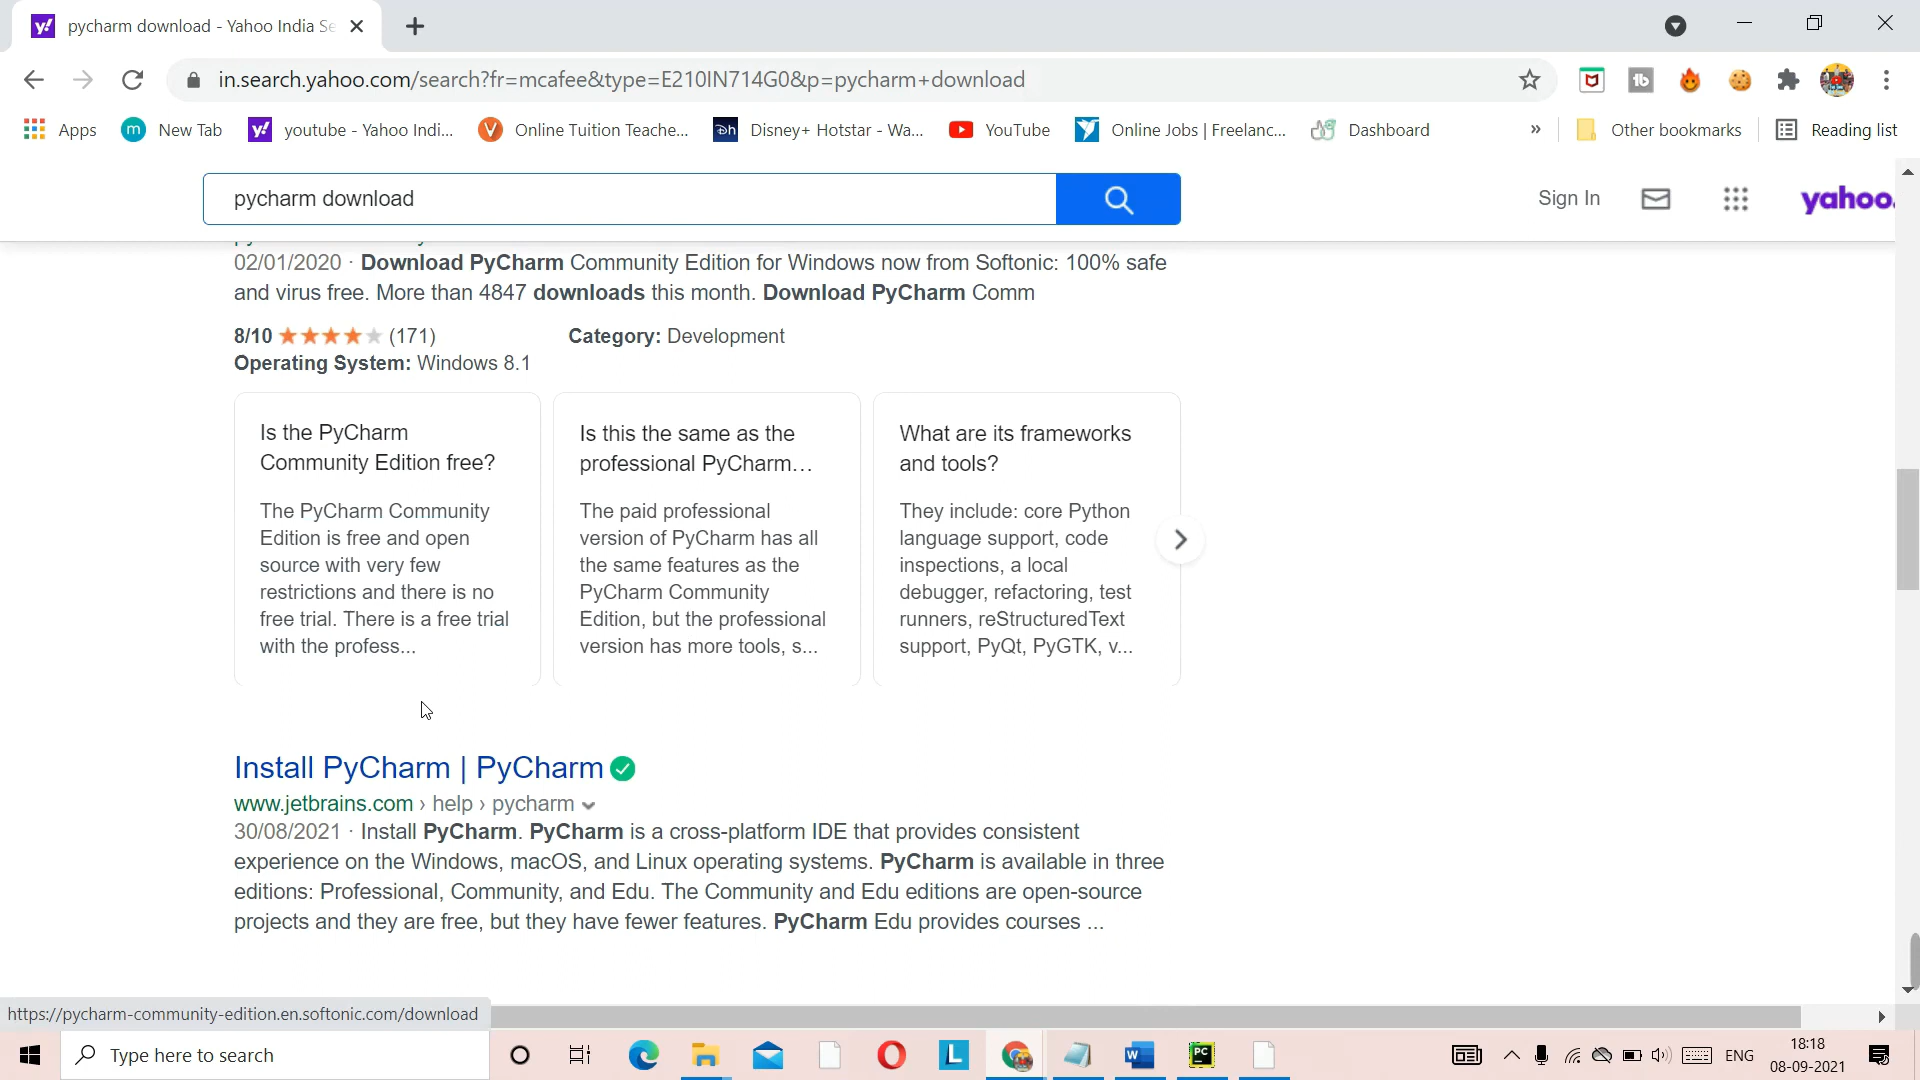 pycharm download - Yahoo India Se
in.search.yahoo.com/search?fr=mcafee&type=E210IN714G0&p=pycharm+download
Apps
New Tab
youtube - Yahoo Indi...
Online Tuition Teache...
Disney+ Hotstar - Wa...
YouTube
Online Jobs | Freelanc...
Dashboard
»
Other bookmarks
Reading list
pycharm download
Sign In
yahoo
02/01/2020 · Download PyCharm Community Edition for Windows now from Softonic: 100% safe
and virus free. More than 4847 downloads this month. Download PyCharm Comm
8/10 (171)
Category: Development
Operating System: Windows 8.1
Is the PyCharm
Community Edition free?
The PyCharm Community
Edition is free and open
source with very few
restrictions and there is no
free trial. There is a free trial
with the profess...
Is this the same as the
professional PyCharm...
The paid professional
version of PyCharm has all
the same features as the
PyCharm Community
Edition, but the professional
version has more tools, s...
What are its frameworks
and tools?
They include: core Python
language support, code
inspections, a local
debugger, refactoring, test
runners, reStructuredText
support, PyQt, PyGTK, v...
Install PyCharm | PyCharm
www.jetbrains.com › help › pycharm
30/08/2021 · Install PyCharm. PyCharm is a cross-platform IDE that provides consistent
experience on the Windows, macOS, and Linux operating systems. PyCharm is available in three
editions: Professional, Community, and Edu. The Community and Edu editions are open-source
projects and they are free, but they have fewer features. PyCharm Edu provides courses ...
https://pycharm-community-edition.en.softonic.com/download
Type here to search
ENG
18:18
08-09-2021